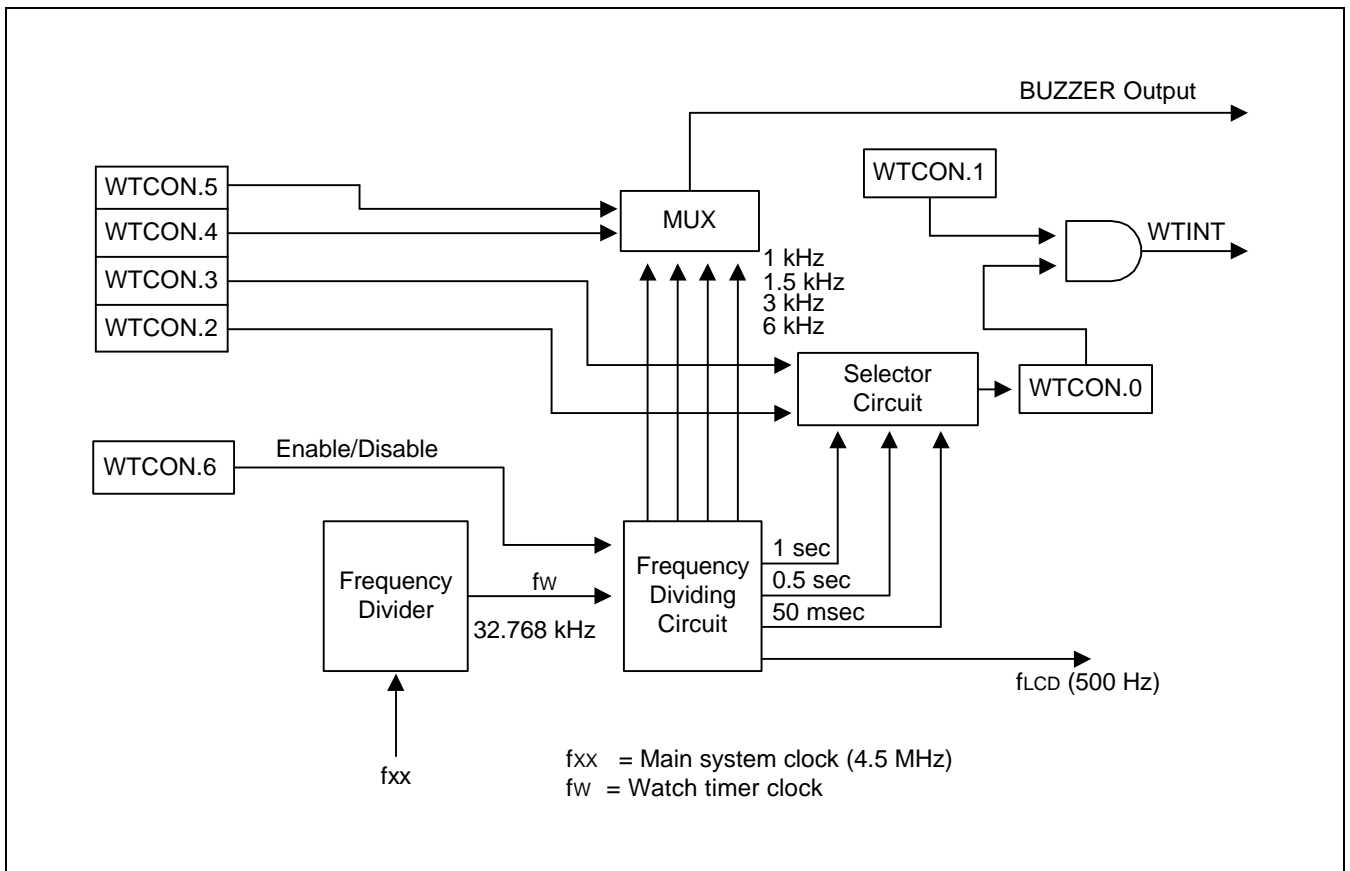 BUZZER Output
WTCON.5
WTCON.4
WTCON.3
WTCON.2
MUX
WTCON.1
WTINT
1 kHz
1.5 kHz
3 kHz
6 kHz
Selector
Circuit
WTCON.0
WTCON.6
Enable/Disable
Frequency
Divider
fW
32.768 kHz
Frequency
Dividing
Circuit
1 sec
0.5 sec
50 msec
fLCD (500 Hz)
fxx
fXX = Main system clock (4.5 MHz)
fW = Watch timer clock